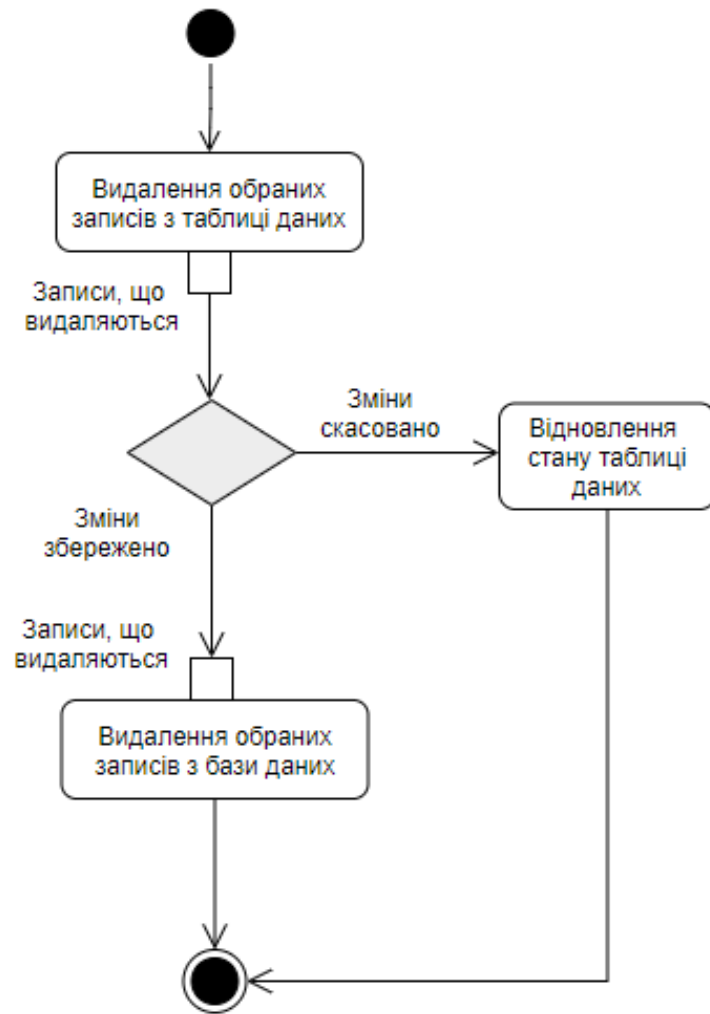 Видалення обраних
записів з таблиці даних
Записи, що
видаляються
Зміни
скасовано
Відновлення
стану таблиці
даних
Зміни
збережено
Записи, що
видаляються
Видалення обраних
записів з бази даних